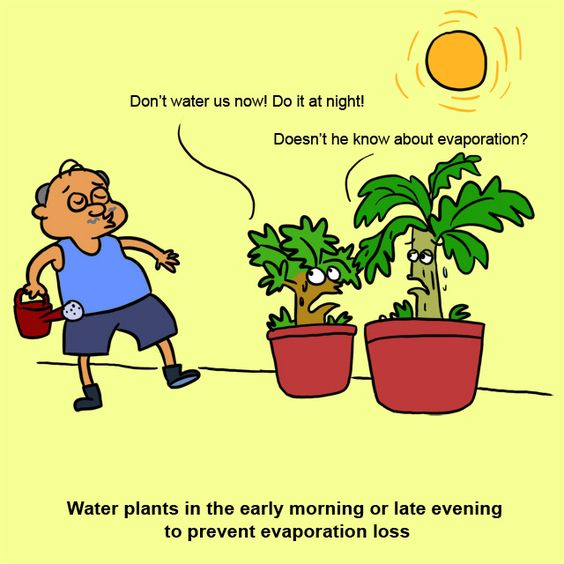 Don't water us now! Do it at night!
Doesn't he know about evaporation?
Water plants in the early morning or late evening
to prevent evaporation loss